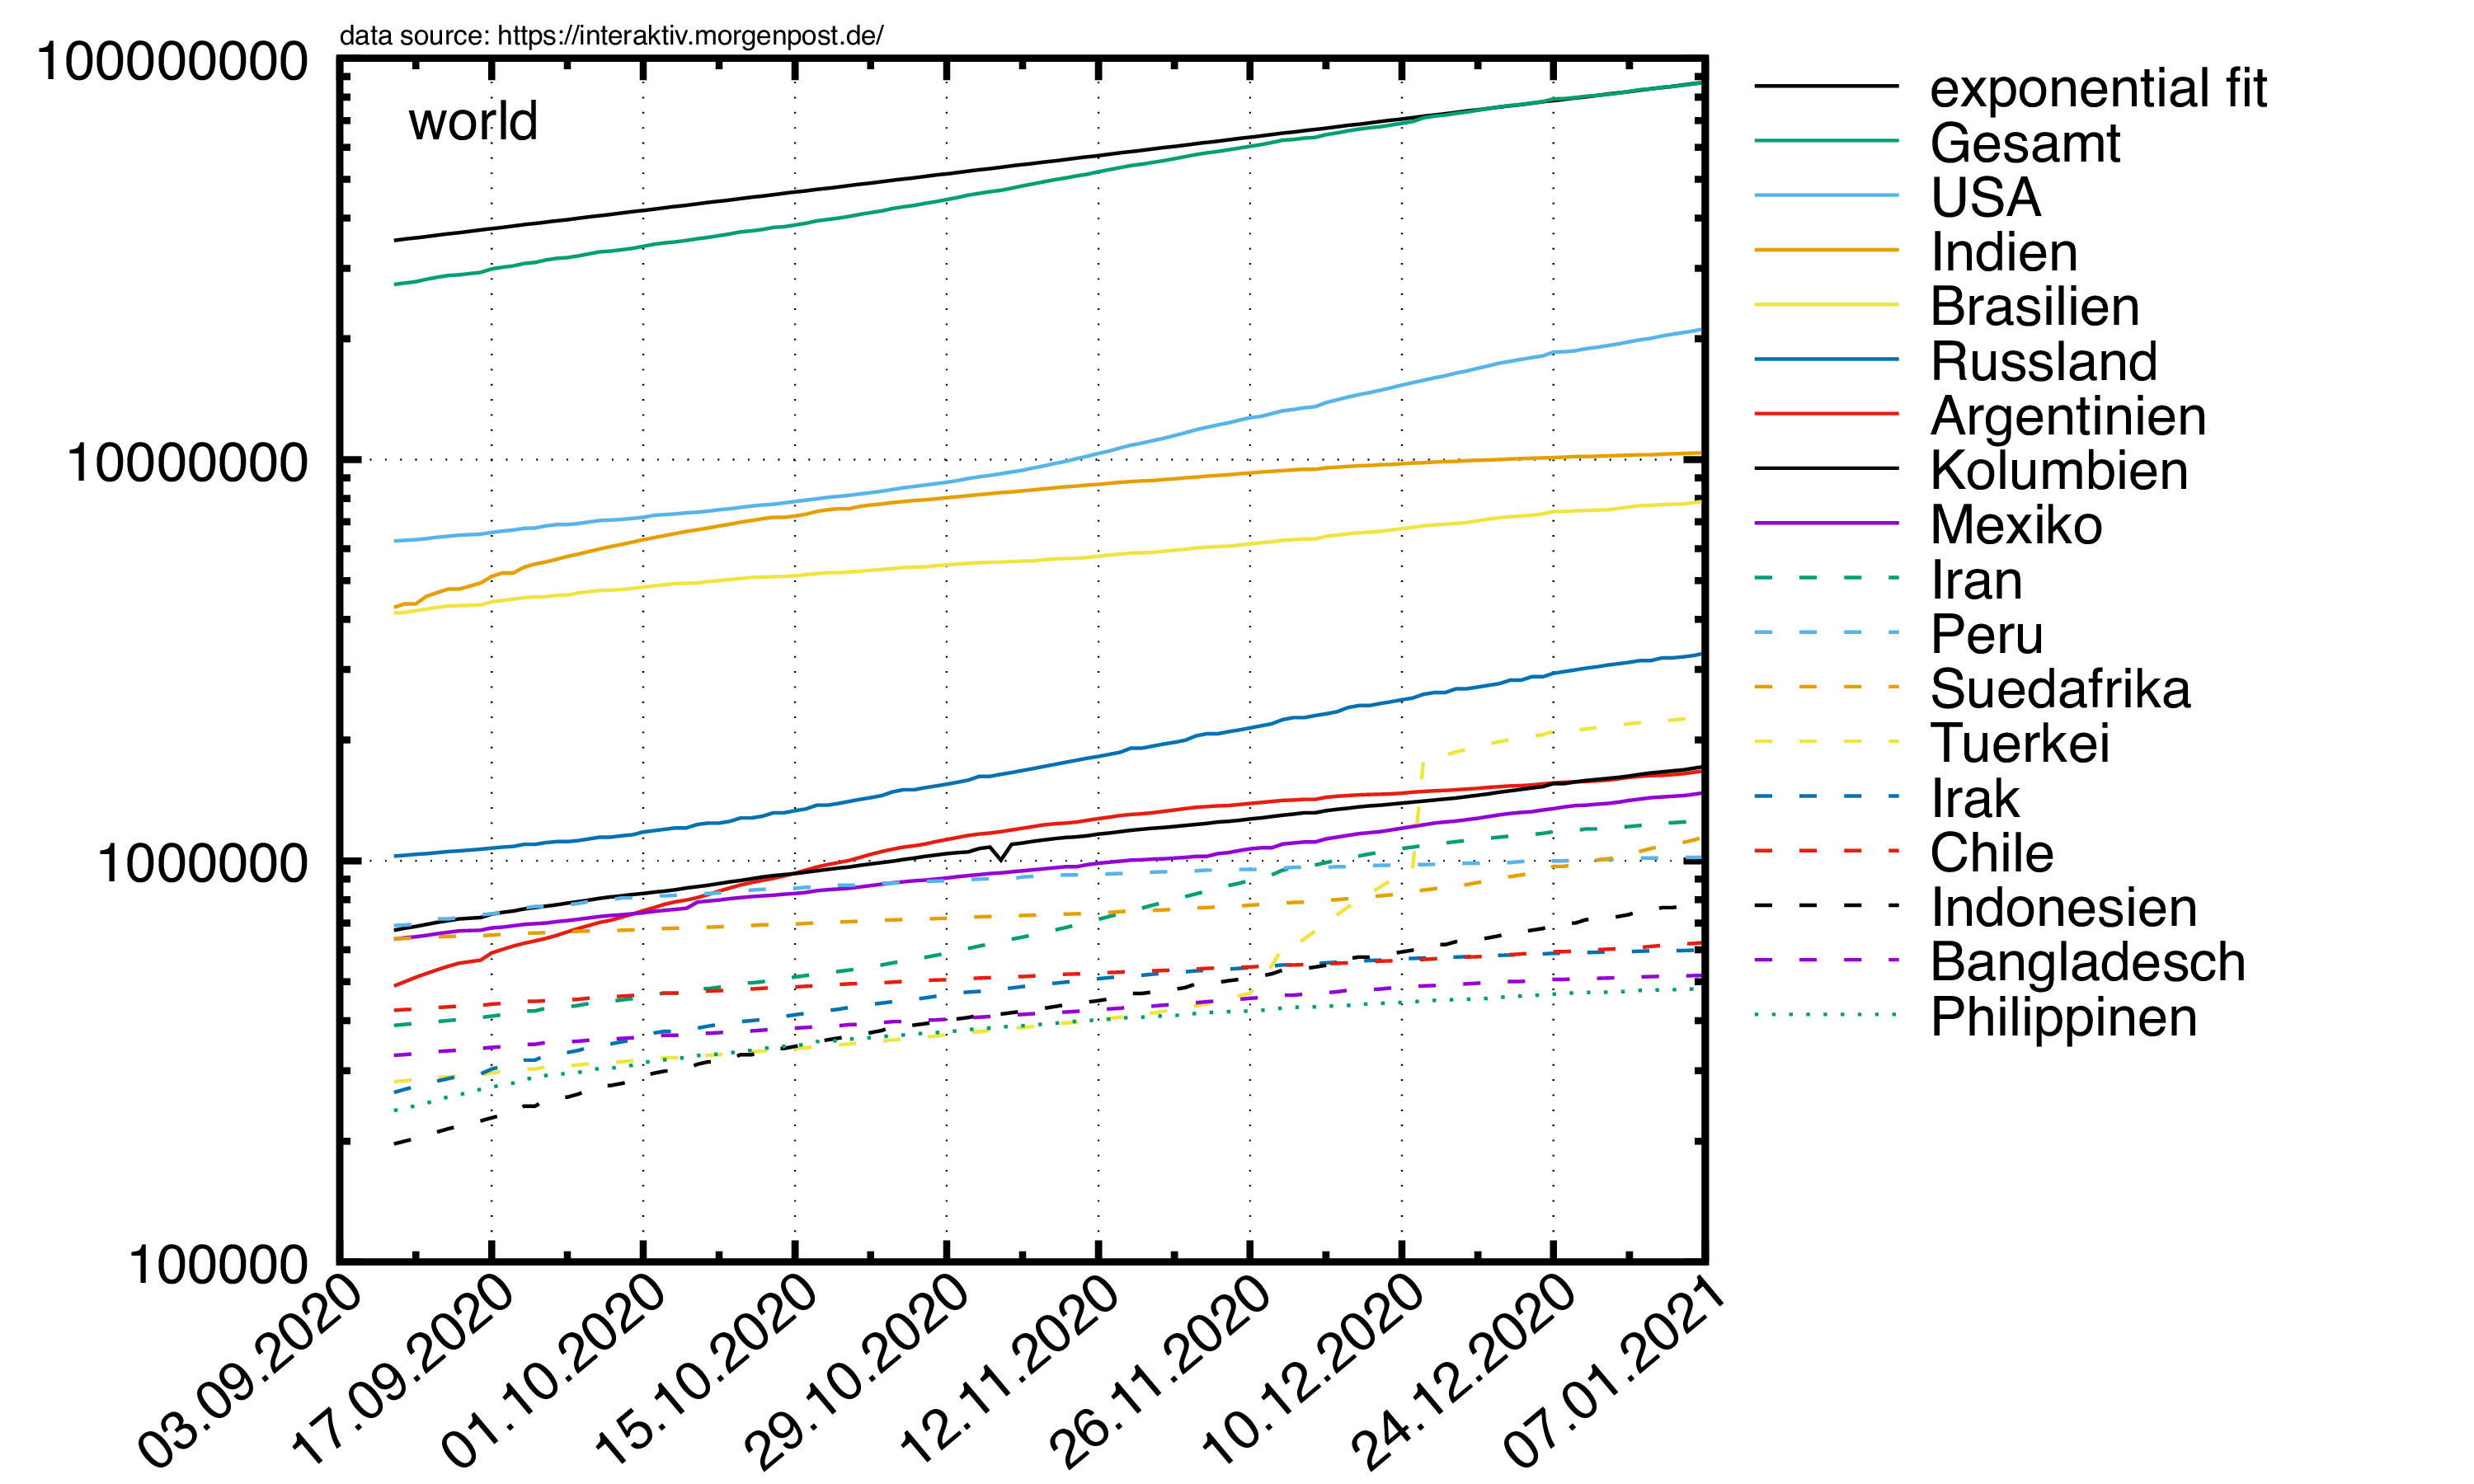 data source: https://interaktiv.morgenpost.de/
world
100000000
10000000
1000000
100000
03.09.2020
17.09.2020
01.10.2020
15.10.2020
29.10.2020
12.11.2020
26.11.2020
10.12.2020
24.12.2020
07.01.2021
exponential fit
Gesamt
USA
Indien
Brasilien
Russland
Argentinien
Kolumbien
Mexiko
Iran
Peru
Suedafrika
Tuerkei
Irak
Chile
Indonesien
Bangladesch
Philippinen